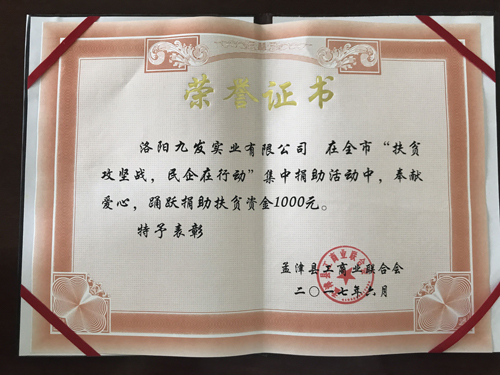 荣誉证书
洛阳九发实业有限公司 在全市“扶贫
攻坚战，民企在行动”集中捐助活动中，奉献
爱心，踊跃捐助扶贫资金1000元。
特予表彰
孟津县工商业联合会
二〇一七年六月